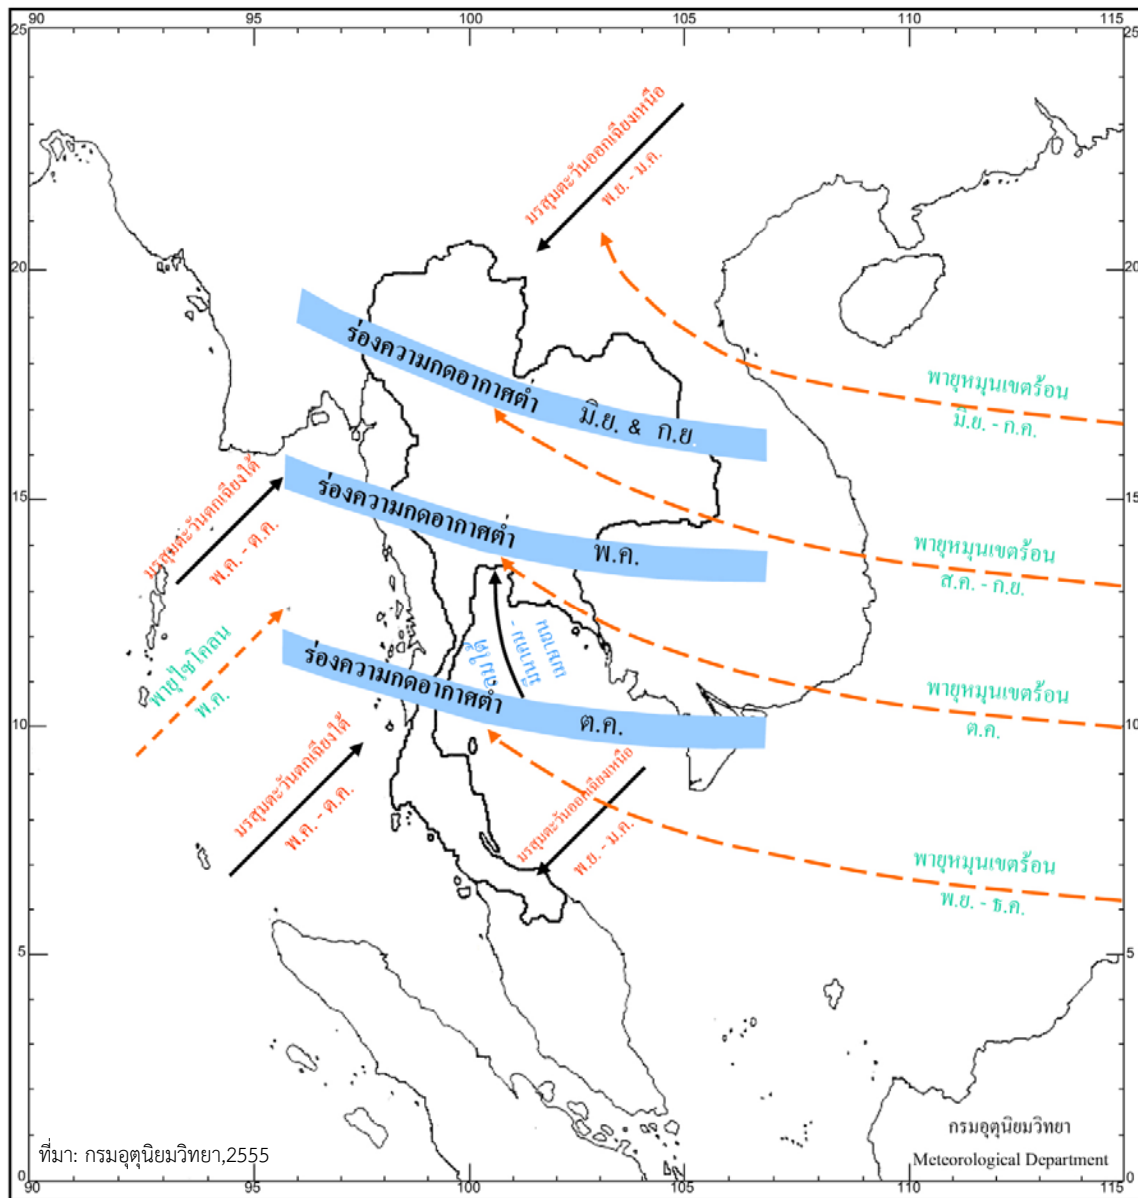 90 95 100 105 110 115
25 25
มรสุมตะวันออกเฉียงเหนือ
พ.ย. - ม.ค.
20 20
ร่องความกดอากาศต่ำ มิ.ย. & ก.ย.
พายุหมุนเขตร้อน
มิ.ย. - ก.ค.
มรสุมตะวันตกเฉียงใต้
พ.ค. - ต.ค.
15 15
ร่องความกดอากาศต่ำ พ.ค.
พายุหมุนเขตร้อน
ส.ค. - ก.ย.
พายุไซโคลน
พ.ค.
ร่องความกดอากาศต่ำ ต.ค.
พายุหมุนเขตร้อน
ต.ค.
10 10
มรสุมตะวันตกเฉียงใต้
พ.ค. - ต.ค.
มรสุมตะวันออกเฉียงเหนือ
พ.ย. - ม.ค.
พายุหมุนเขตร้อน
พ.ย. - ธ.ค.
5 5
ที่มา: กรมอุตุนิยมวิทยา,2555
กรมอุตุนิยมวิทยา
Meteorological Department
0 0
90 95 100 105 110 115